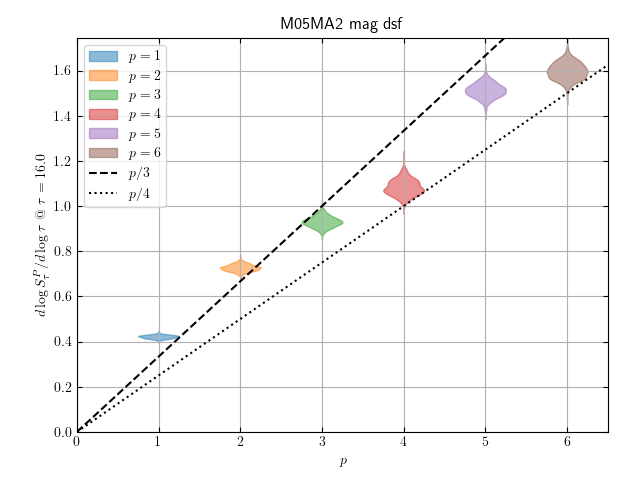 M05MA2 mag dsf
p = 1
p = 2
p = 3
p = 4
p = 5
p = 6
p/3
p/4
d log S_τ^P / d log τ @ τ = 16.0
1.6
1.4
1.2
1.0
0.8
0.6
0.4
0.2
0.0
0 1 2 3 4 5 6
p